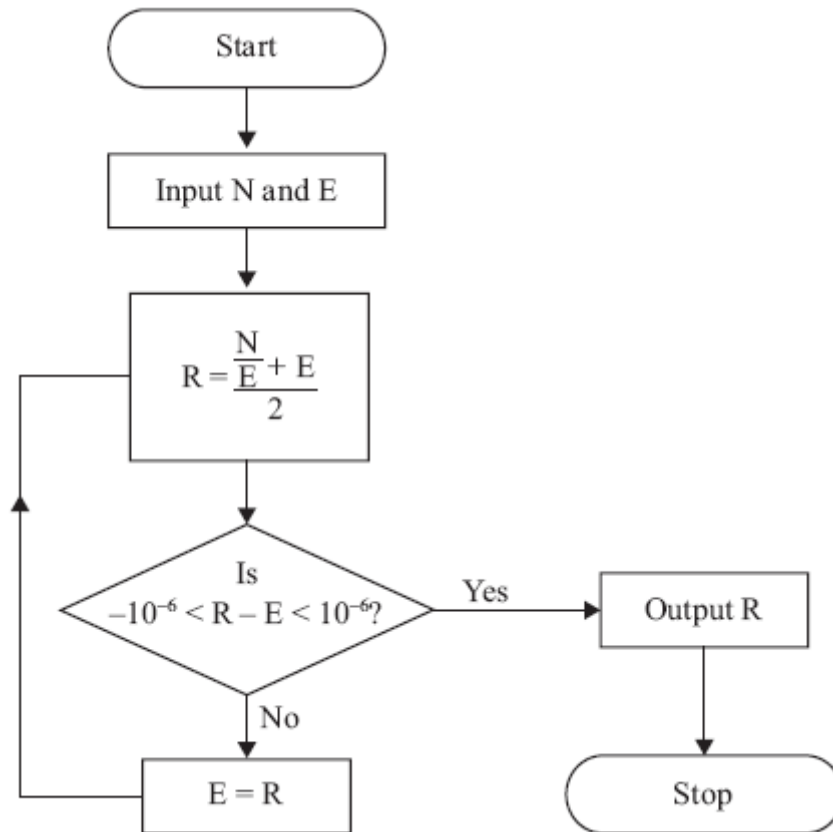 Start
Input N and E
R = (N/E + E)/2
Is
–10⁻⁶ < R – E < 10⁻⁶?
Yes
Output R
No
E = R
Stop